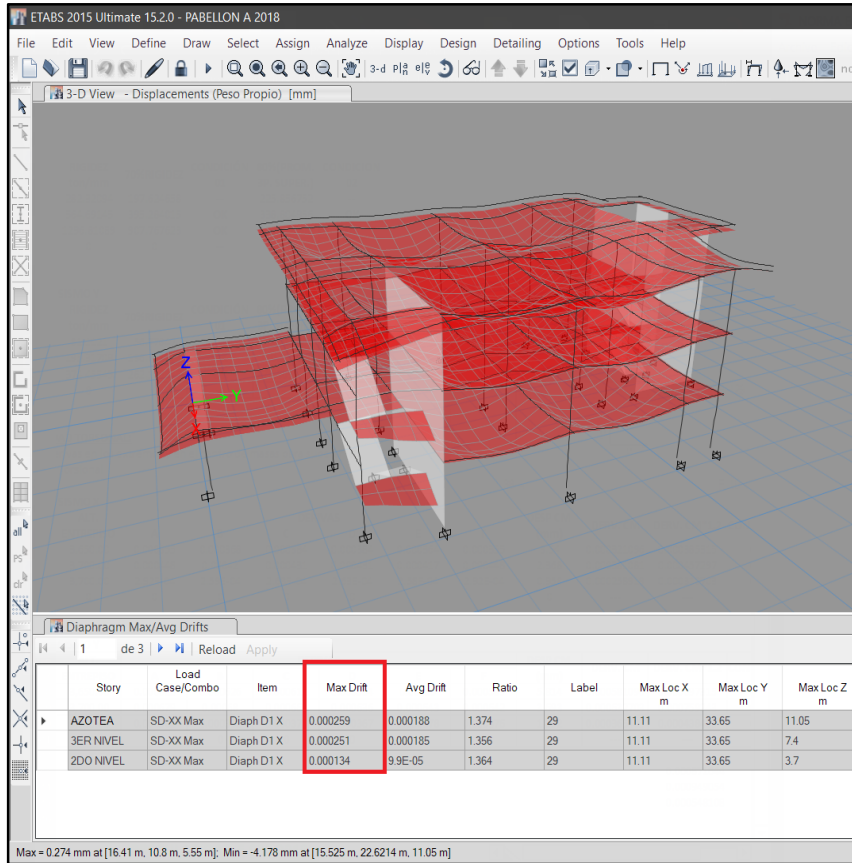 ETABS 2015 Ultimate 15.2.0 - PABELLON A 2018
File Edit View Define Draw Select Assign Analyze Display Design Detailing Options Tools Help
3-d
3-D View - Displacements (Peso Propio) [mm]
all
PS
clr
Z
Y
X
Diaphragm Max/Avg Drifts
1 de 3 Reload Apply
Story Load Case/Combo Item Max Drift Avg Drift Ratio Label Max Loc X m Max Loc Y m Max Loc Z m
AZOTEA SD-XX Max Diaph D1 X 0.000259 0.000188 1.374 29 11.11 33.65 11.05
3ER NIVEL SD-XX Max Diaph D1 X 0.000251 0.000185 1.356 29 11.11 33.65 7.4
2DO NIVEL SD-XX Max Diaph D1 X 0.000134 9.9E-05 1.364 29 11.11 33.65 3.7
Max = 0.274 mm at [16.41 m, 10.8 m, 5.55 m]; Min = -4.178 mm at [15.525 m, 22.6214 m, 11.05 m]